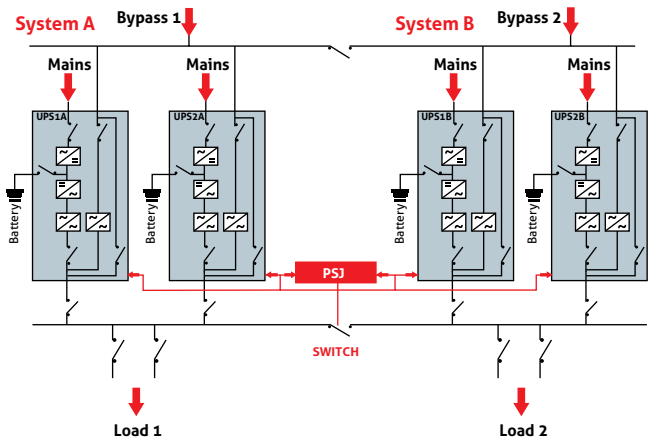 System A
Bypass 1
System B
Bypass 2
Mains
Mains
Mains
Mains
UPS1A
UPS2A
UPS1B
UPS2B
Battery
Battery
Battery
Battery
PSJ
SWITCH
Load 1
Load 2